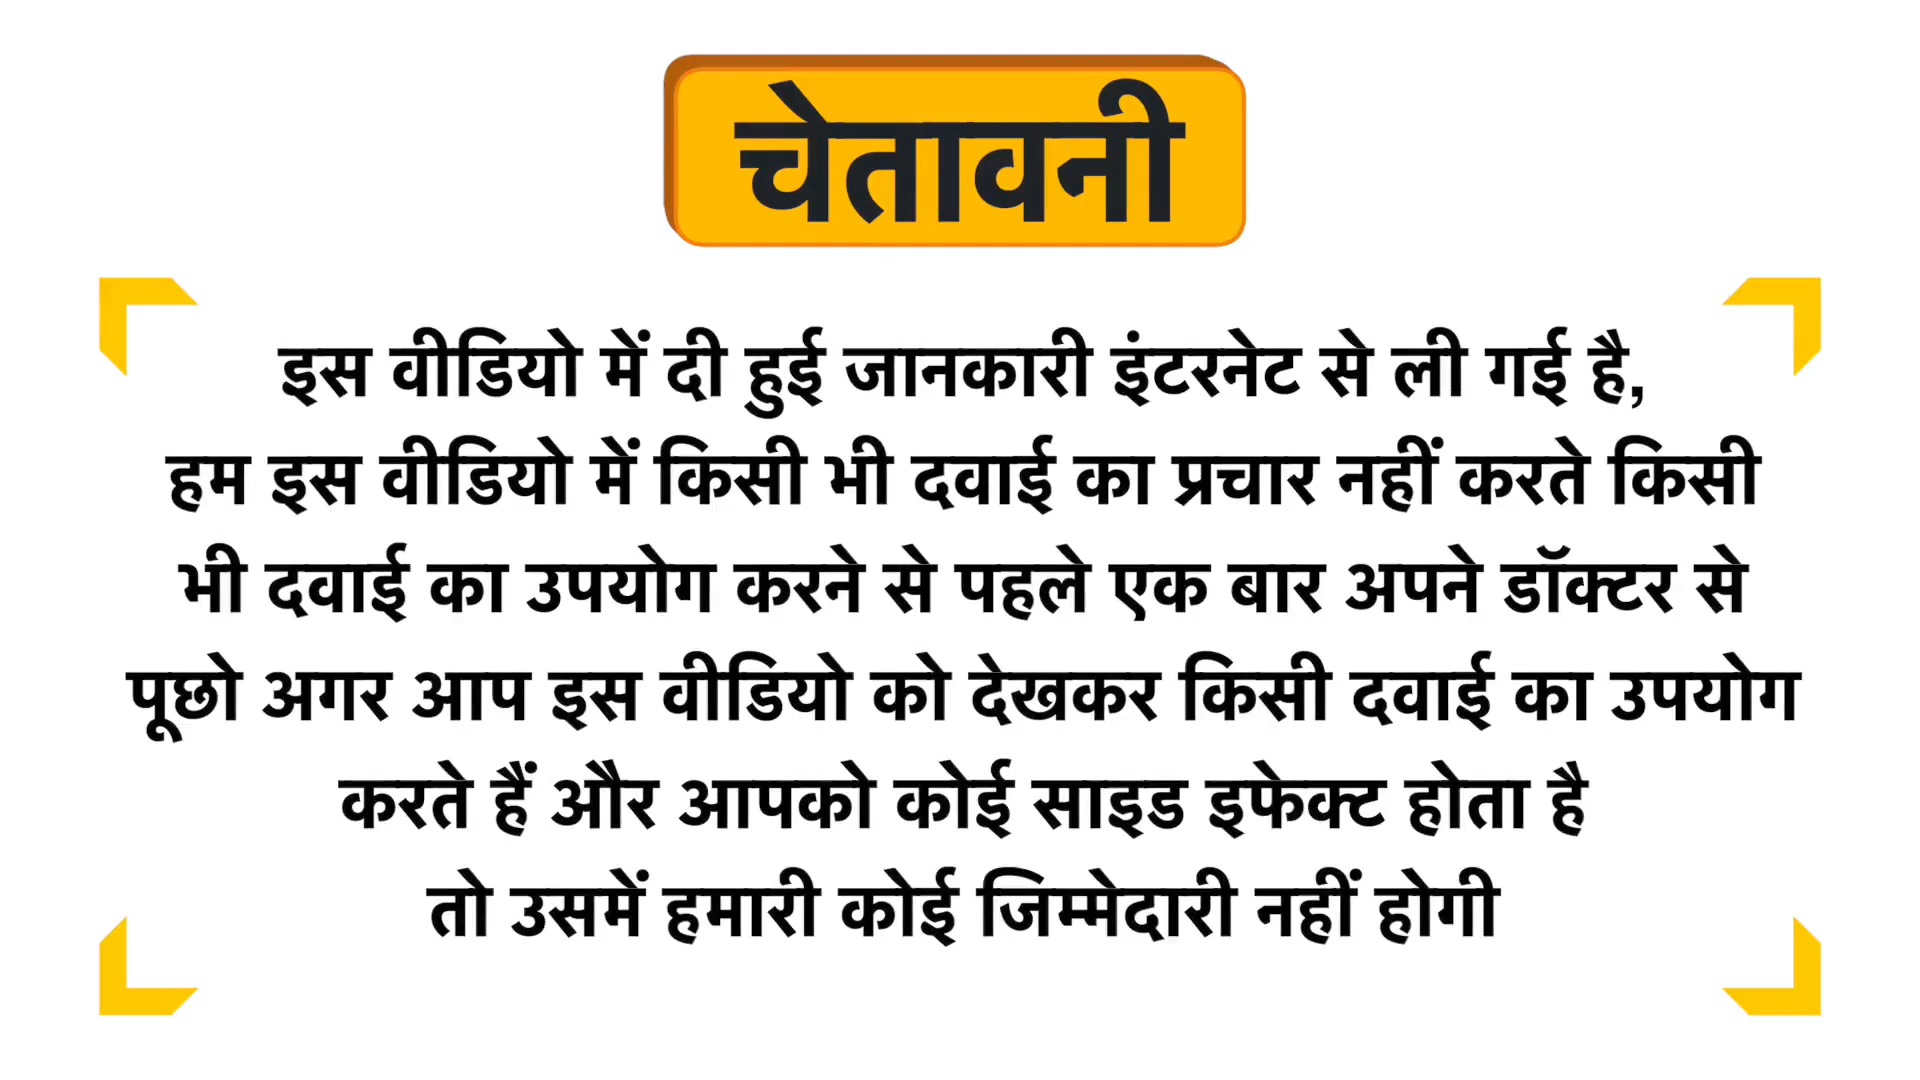 चेतावनी
इस वीडियो में दी हुई जानकारी इंटरनेट से ली गई है,
हम इस वीडियो में किसी भी दवाई का प्रचार नहीं करते किसी
भी दवाई का उपयोग करने से पहले एक बार अपने डॉक्टर से
पूछो अगर आप इस वीडियो को देखकर किसी दवाई का उपयोग
करते हैं और आपको कोई साइड इफेक्ट होता है
तो उसमें हमारी कोई जिम्मेदारी नहीं होगी